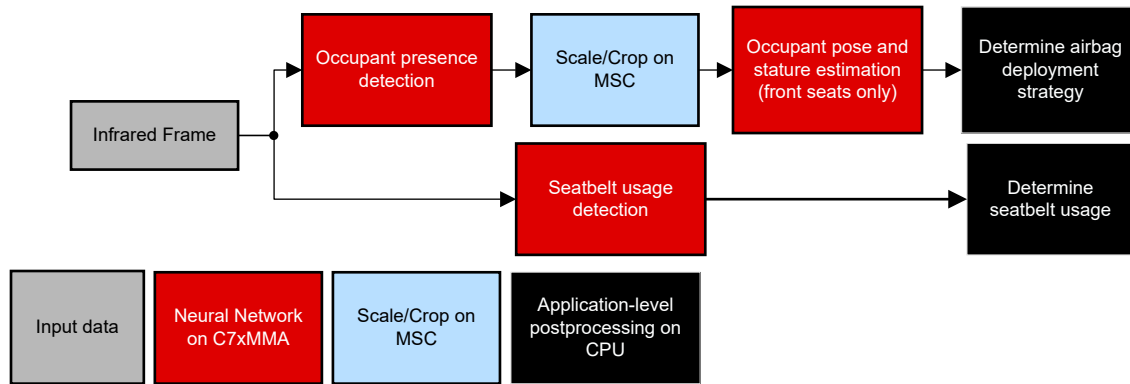 Occupant presence
detection
Scale/Crop on
MSC
Occupant pose and
stature estimation
(front seats only)
Determine airbag
deployment
strategy
Infrared Frame
Seatbelt usage
detection
Determine
seatbelt usage
Input data
Neural Network
on C7xMMA
Scale/Crop on
MSC
Application-level
postprocessing on
CPU